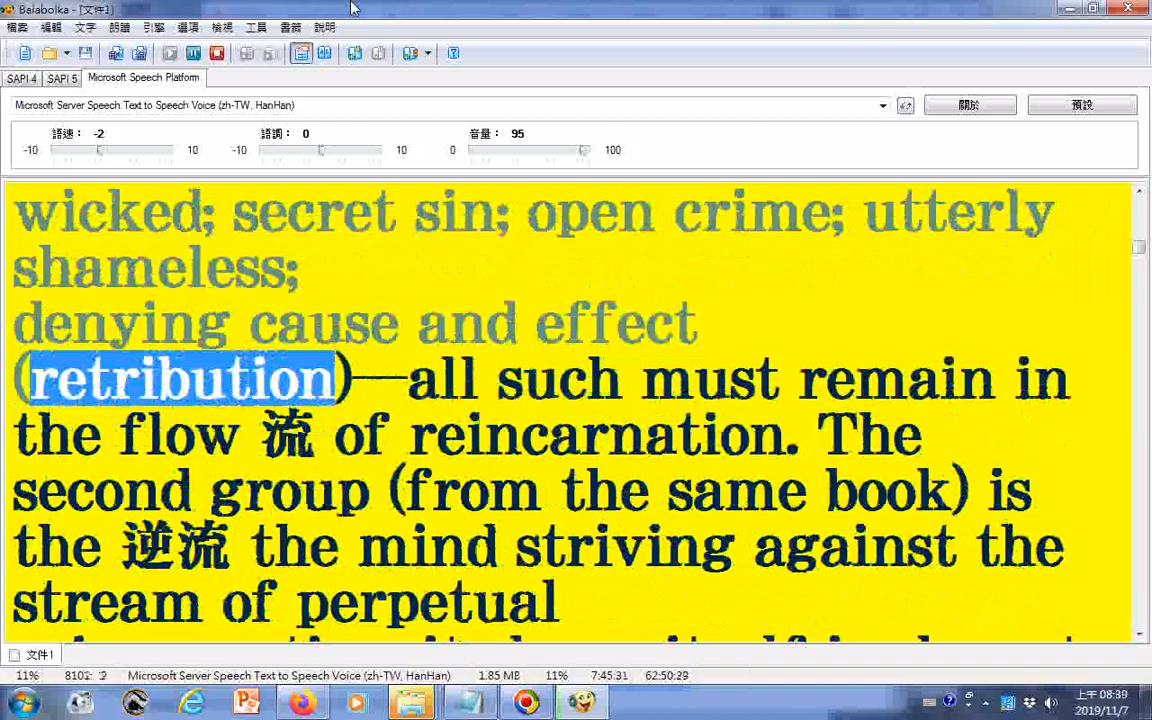 Balabolka - [文件1]
檔案 編輯 文字 朗讀 引擎 選項 檢視 工具 書籤 說明
SAPI 4 SAPI 5 Microsoft Speech Platform
Microsoft Server Speech Text to Speech Voice (zh-TW, HanHan) 關於 預設
語速： -2 語調： 0 音量： 95
-10 10 -10 10 0 100
wicked; secret sin; open crime; utterly
shameless;
denying cause and effect
(retribution)—all such must remain in
the flow 流 of reincarnation. The
second group (from the same book) is
the 逆流 the mind striving against the
stream of perpetual
文件1
11% 8101: 2 Microsoft Server Speech Text to Speech Voice (zh-TW, HanHan) 1.85 MB 11% 7:45:31 62:50:29
上午 08:39
2019/11/7